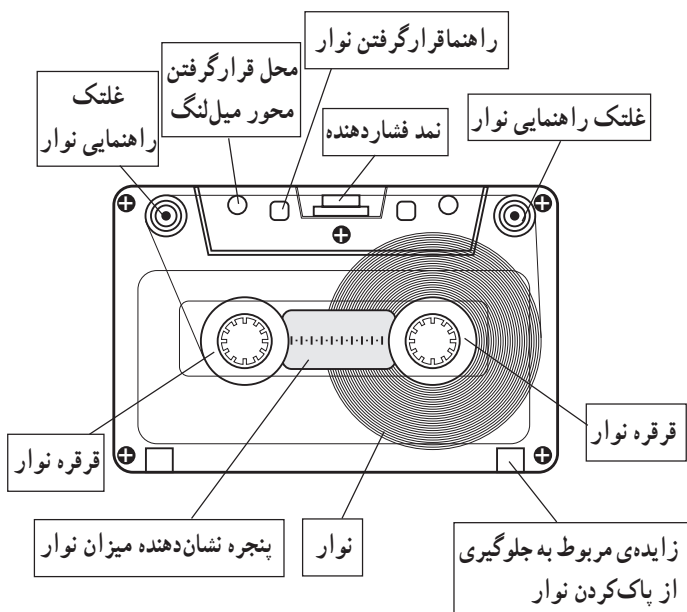 راهنماقرارگرفتن نوار
محل قرارگرفتن
محور میل‌لنگ
غلتک
راهنمایی نوار
نمد فشاردهنده
غلتک راهنمایی نوار
قرقره نوار
قرقره نوار
پنجره نشان‌دهنده میزان نوار
نوار
زایده‌ی مربوط به جلوگیری
از پاک‌کردن نوار